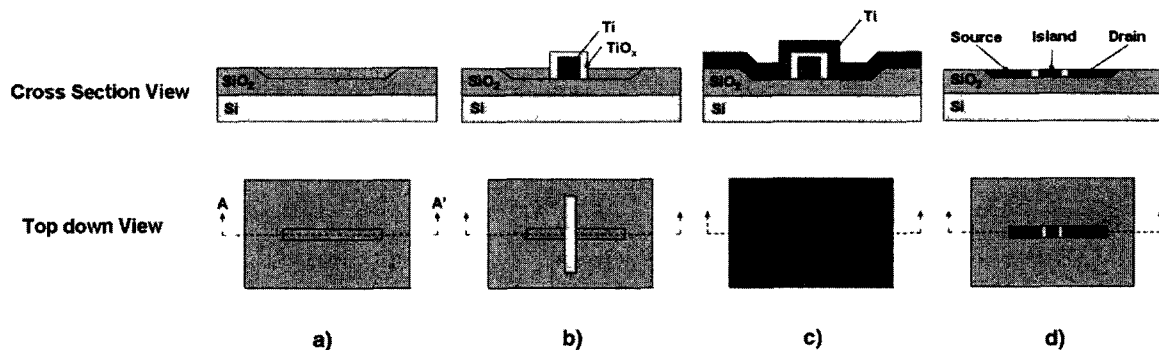 Ti
TiOₓ
Ti
Source Island Drain
Cross Section View
SiO₂
Si
SiO₂
Si
SiO₂
Si
SiO₂
Si
A A'
Top down View
a) b) c) d)